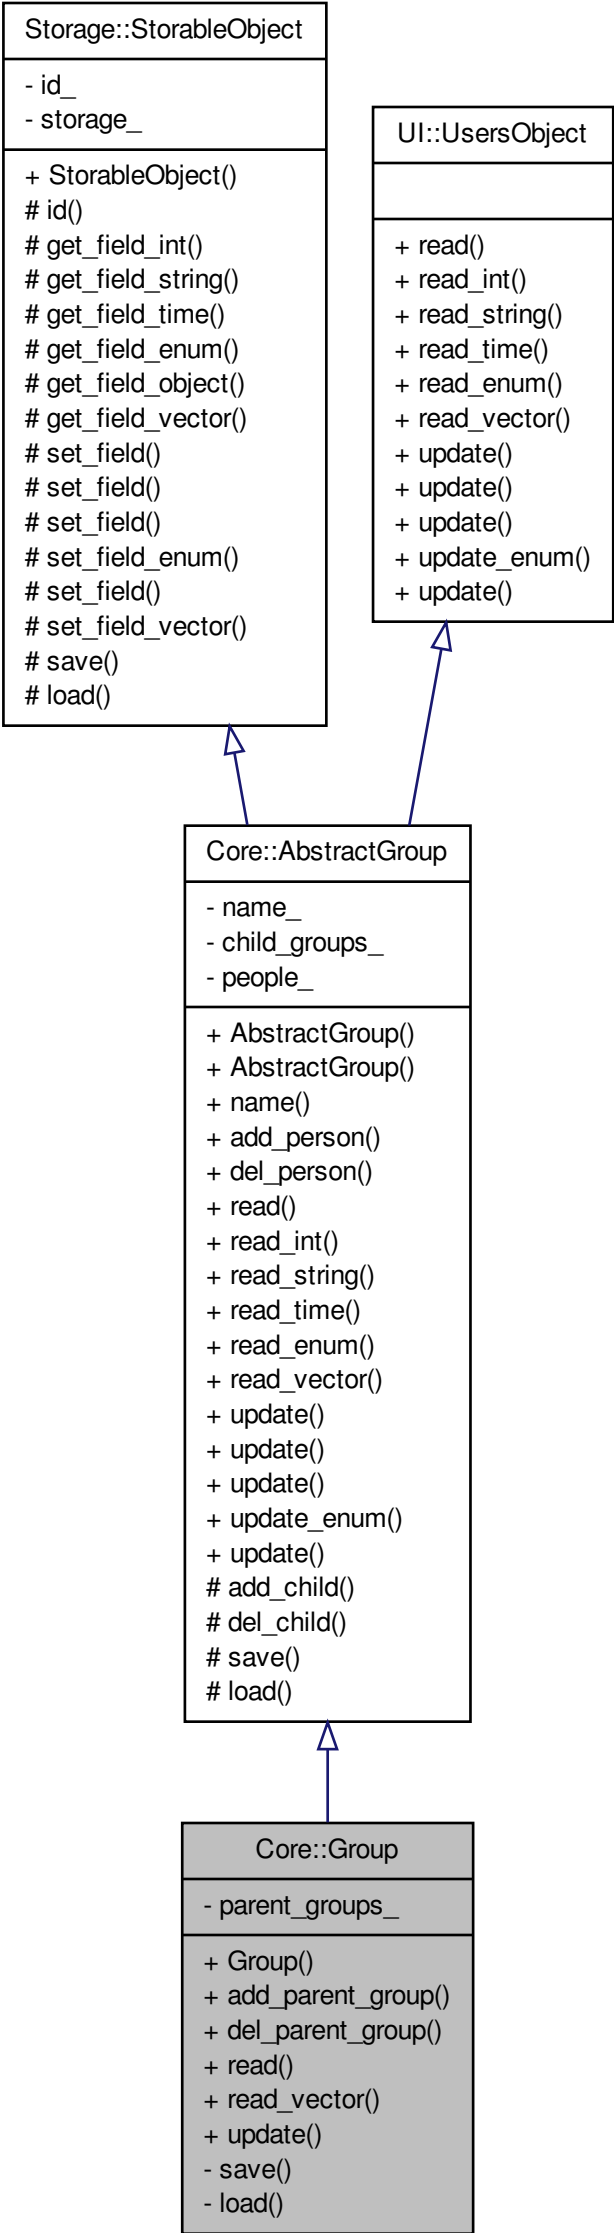 Storage::StorableObject
- id_
- storage_
+ StorableObject()
# id()
# get_field_int()
# get_field_string()
# get_field_time()
# get_field_enum()
# get_field_object()
# get_field_vector()
# set_field()
# set_field()
# set_field()
# set_field_enum()
# set_field()
# set_field_vector()
# save()
# load()
UI::UsersObject
+ read()
+ read_int()
+ read_string()
+ read_time()
+ read_enum()
+ read_vector()
+ update()
+ update()
+ update()
+ update_enum()
+ update()
Core::AbstractGroup
- name_
- child_groups_
- people_
+ AbstractGroup()
+ AbstractGroup()
+ name()
+ add_person()
+ del_person()
+ read()
+ read_int()
+ read_string()
+ read_time()
+ read_enum()
+ read_vector()
+ update()
+ update()
+ update()
+ update_enum()
+ update()
# add_child()
# del_child()
# save()
# load()
Core::Group
- parent_groups_
+ Group()
+ add_parent_group()
+ del_parent_group()
+ read()
+ read_vector()
+ update()
- save()
- load()